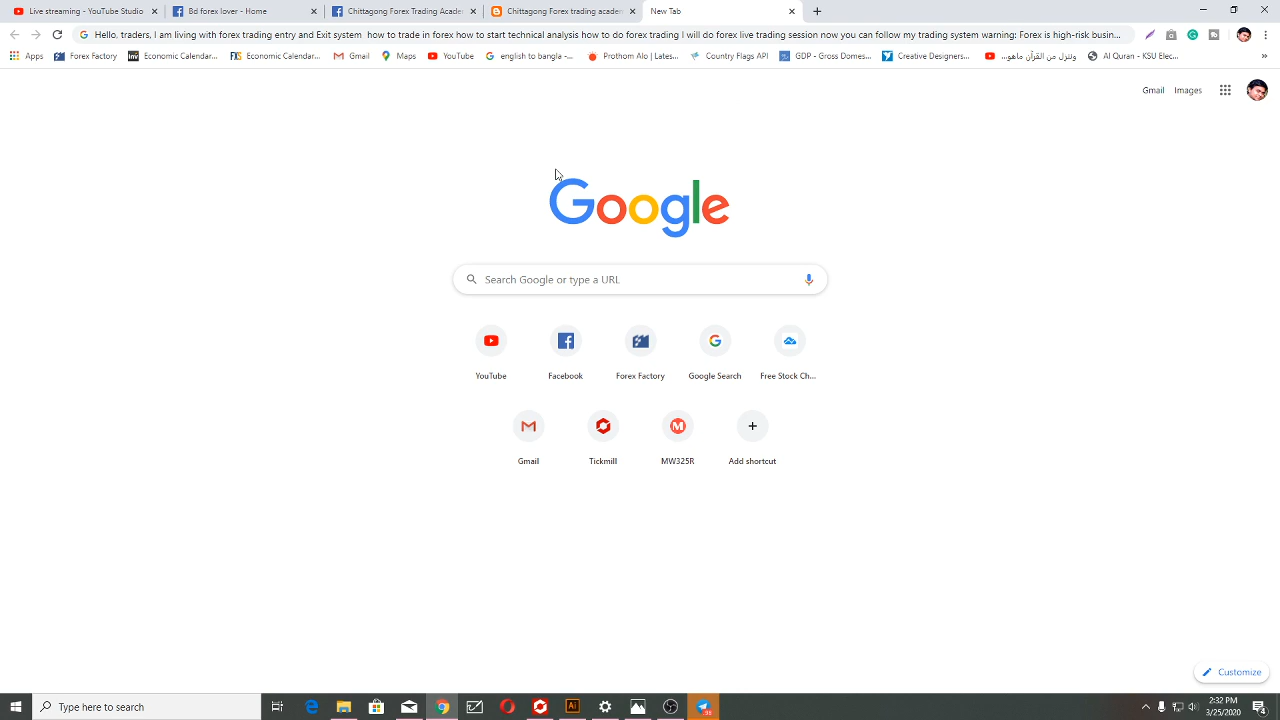 Live streaming - YouTube Studio
Bd forex lover - Home
Chittagong Forex Trading Acader
Chittagong Forex trading academ
New Tab
Hello, traders, I am living with forex trading entry and Exit system how to trade in forex how to start technical analysis how to do forex trading I will do forex live trading session now you can follow my trading system warning: Forex is high-risk busin...
Apps
Forex Factory
Economic Calendar...
Economic Calendar...
Gmail
Maps
YouTube
english to bangla -...
Prothom Alo | Lates...
Country Flags API
GDP - Gross Domes...
Creative Designers...
وننزل من القرآن ماهو...
Al Quran - KSU Elec...
»
Gmail
Images
Google
Search Google or type a URL
YouTube
Facebook
Forex Factory
Google Search
Free Stock Ch...
Gmail
Tickmill
MW325R
Add shortcut
Customize
Type here to search
2:32 PM
3/25/2020